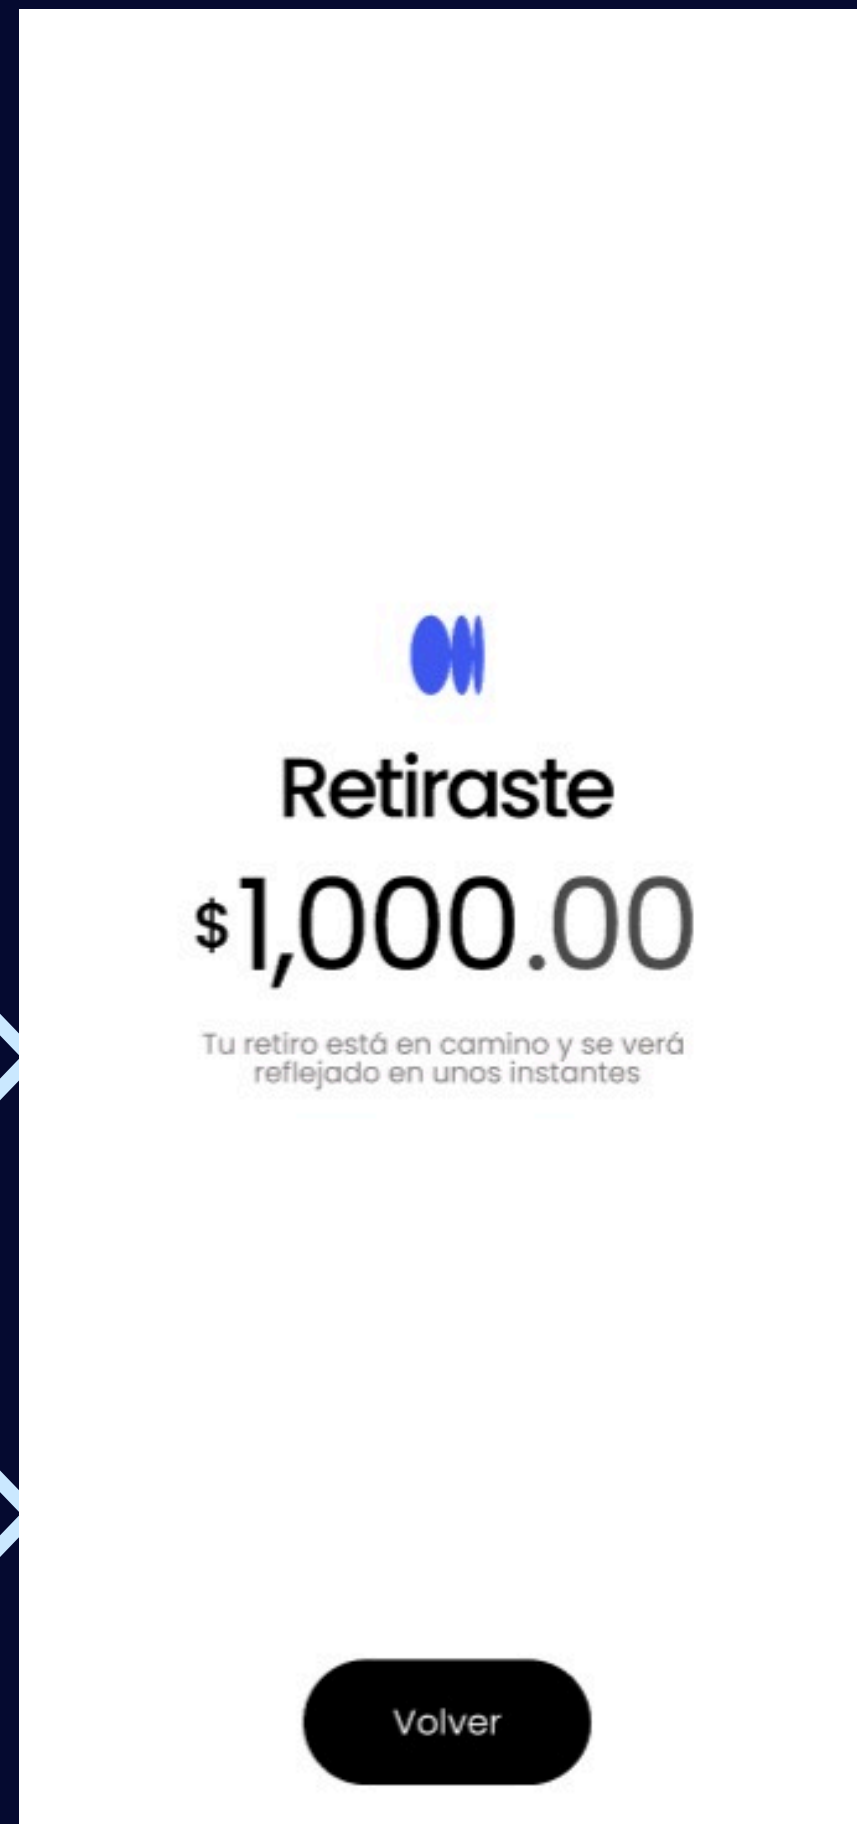 Retiraste
$1,000.00
Tu retiro está en camino y se verá
reflejado en unos instantes
Volver